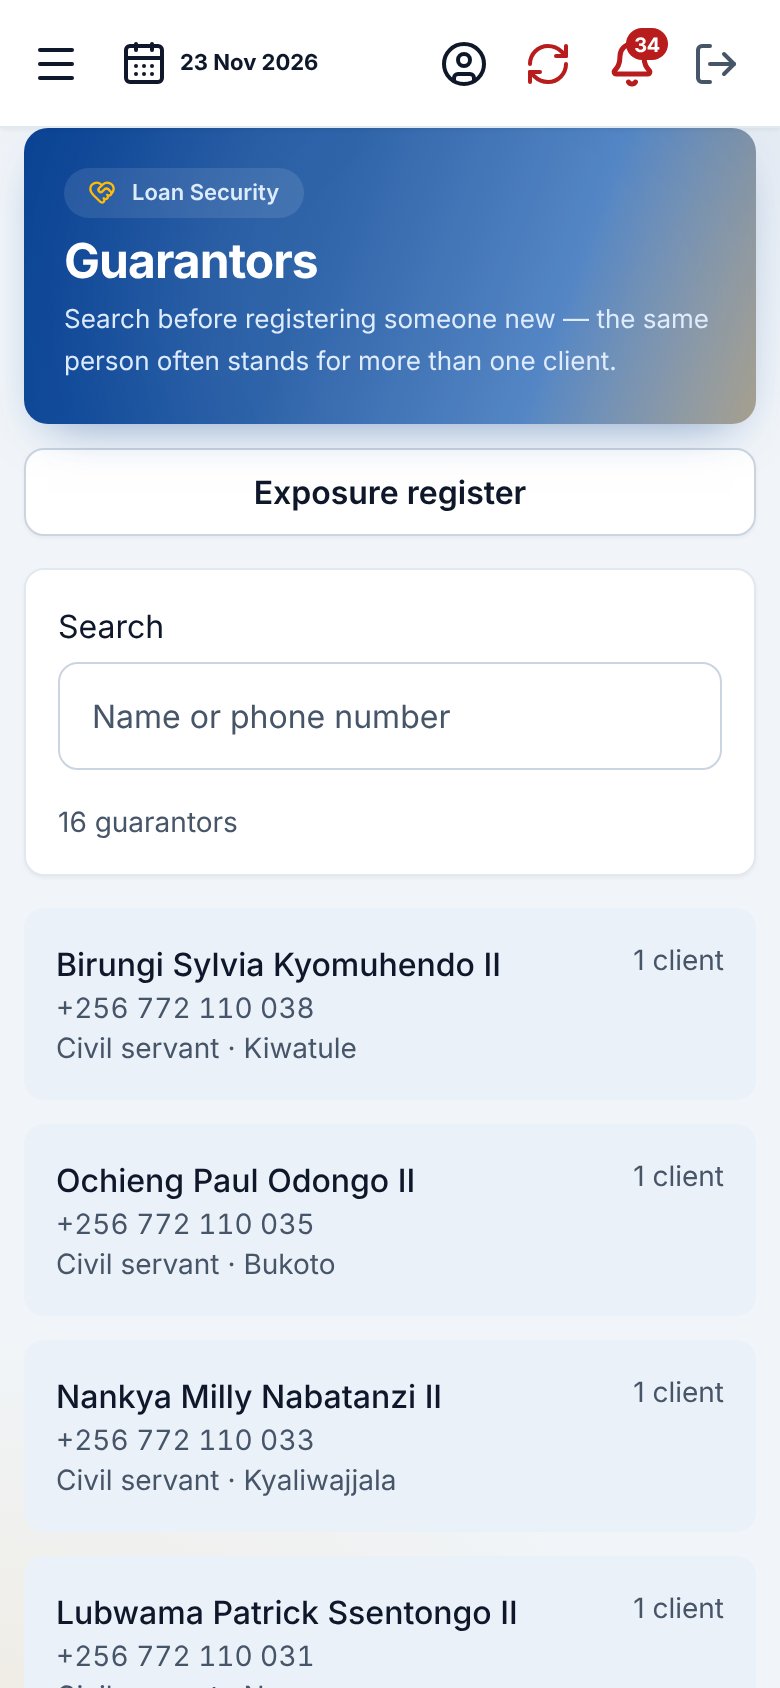 23 Nov 2026
34
Loan Security
Guarantors
Search before registering someone new — the same
person often stands for more than one client.
Exposure register
Search
Name or phone number
16 guarantors
Birungi Sylvia Kyomuhendo II
1 client
+256 772 110 038
Civil servant · Kiwatule
Ochieng Paul Odongo II
1 client
+256 772 110 035
Civil servant · Bukoto
Nankya Milly Nabatanzi II
1 client
+256 772 110 033
Civil servant · Kyaliwajjala
Lubwama Patrick Ssentongo II
1 client
+256 772 110 031